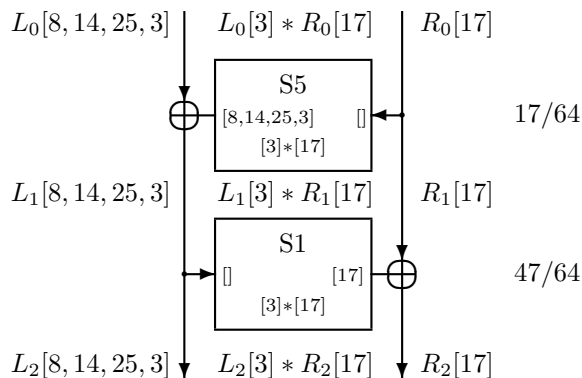 L₀[8, 14, 25, 3] L₀[3] ∗ R₀[17] R₀[17]
S5
[8,14,25,3] [] 17/64
[3]∗[17]
L₁[8, 14, 25, 3] L₁[3] ∗ R₁[17] R₁[17]
S1
[] [17] 47/64
[3]∗[17]
L₂[8, 14, 25, 3] L₂[3] ∗ R₂[17] R₂[17]